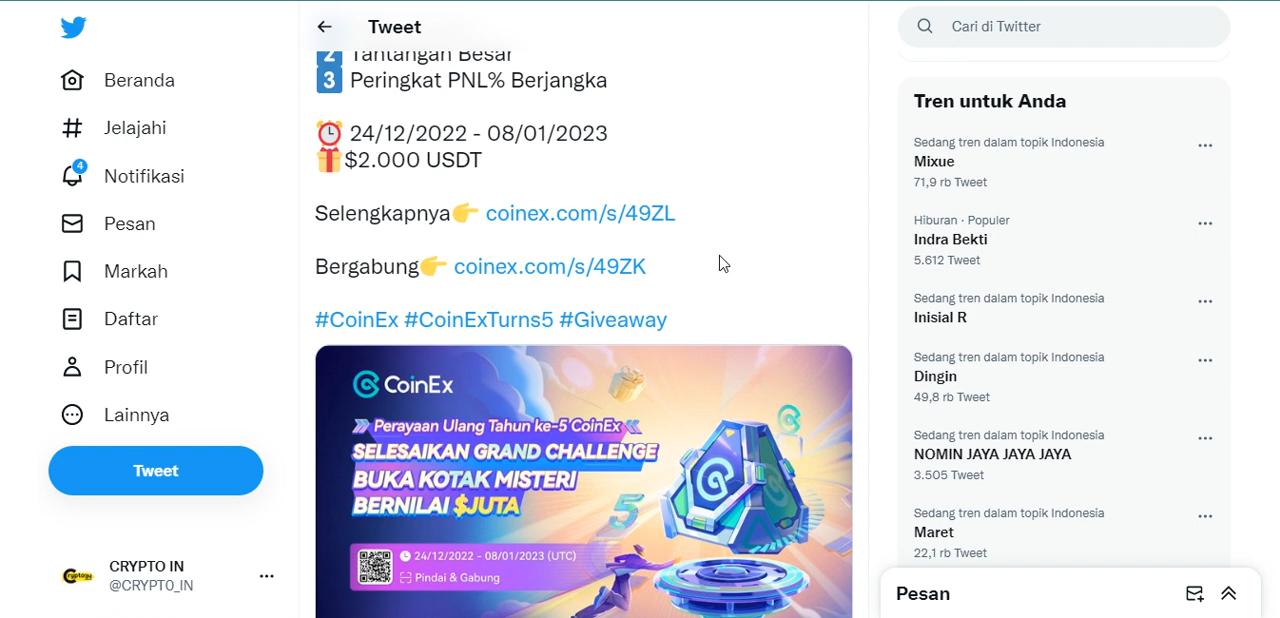 Beranda
Jelajahi
4
Notifikasi
Pesan
Markah
Daftar
Profil
Lainnya
Tweet
CRYPTO IN
@CRYPT0_IN
Tweet
2 Tantangan Besar
3 Peringkat PNL% Berjangka
24/12/2022 - 08/01/2023
$2.000 USDT
Selengkapnya👉 coinex.com/s/49ZL
Bergabung👉 coinex.com/s/49ZK
#CoinEx #CoinExTurns5 #Giveaway
CoinEx
Perayaan Ulang Tahun ke-5 CoinEx
SELESAIKAN GRAND CHALLENGE
BUKA KOTAK MISTERI
BERNILAI $JUTA
5
24/12/2022 - 08/01/2023 (UTC)
Pindai & Gabung
Cari di Twitter
Tren untuk Anda
Sedang tren dalam topik Indonesia
Mixue
71,9 rb Tweet
Hiburan · Populer
Indra Bekti
5.612 Tweet
Sedang tren dalam topik Indonesia
Inisial R
Sedang tren dalam topik Indonesia
Dingin
49,8 rb Tweet
Sedang tren dalam topik Indonesia
NOMIN JAYA JAYA JAYA
3.505 Tweet
Sedang tren dalam topik Indonesia
Maret
22,1 rb Tweet
Pesan